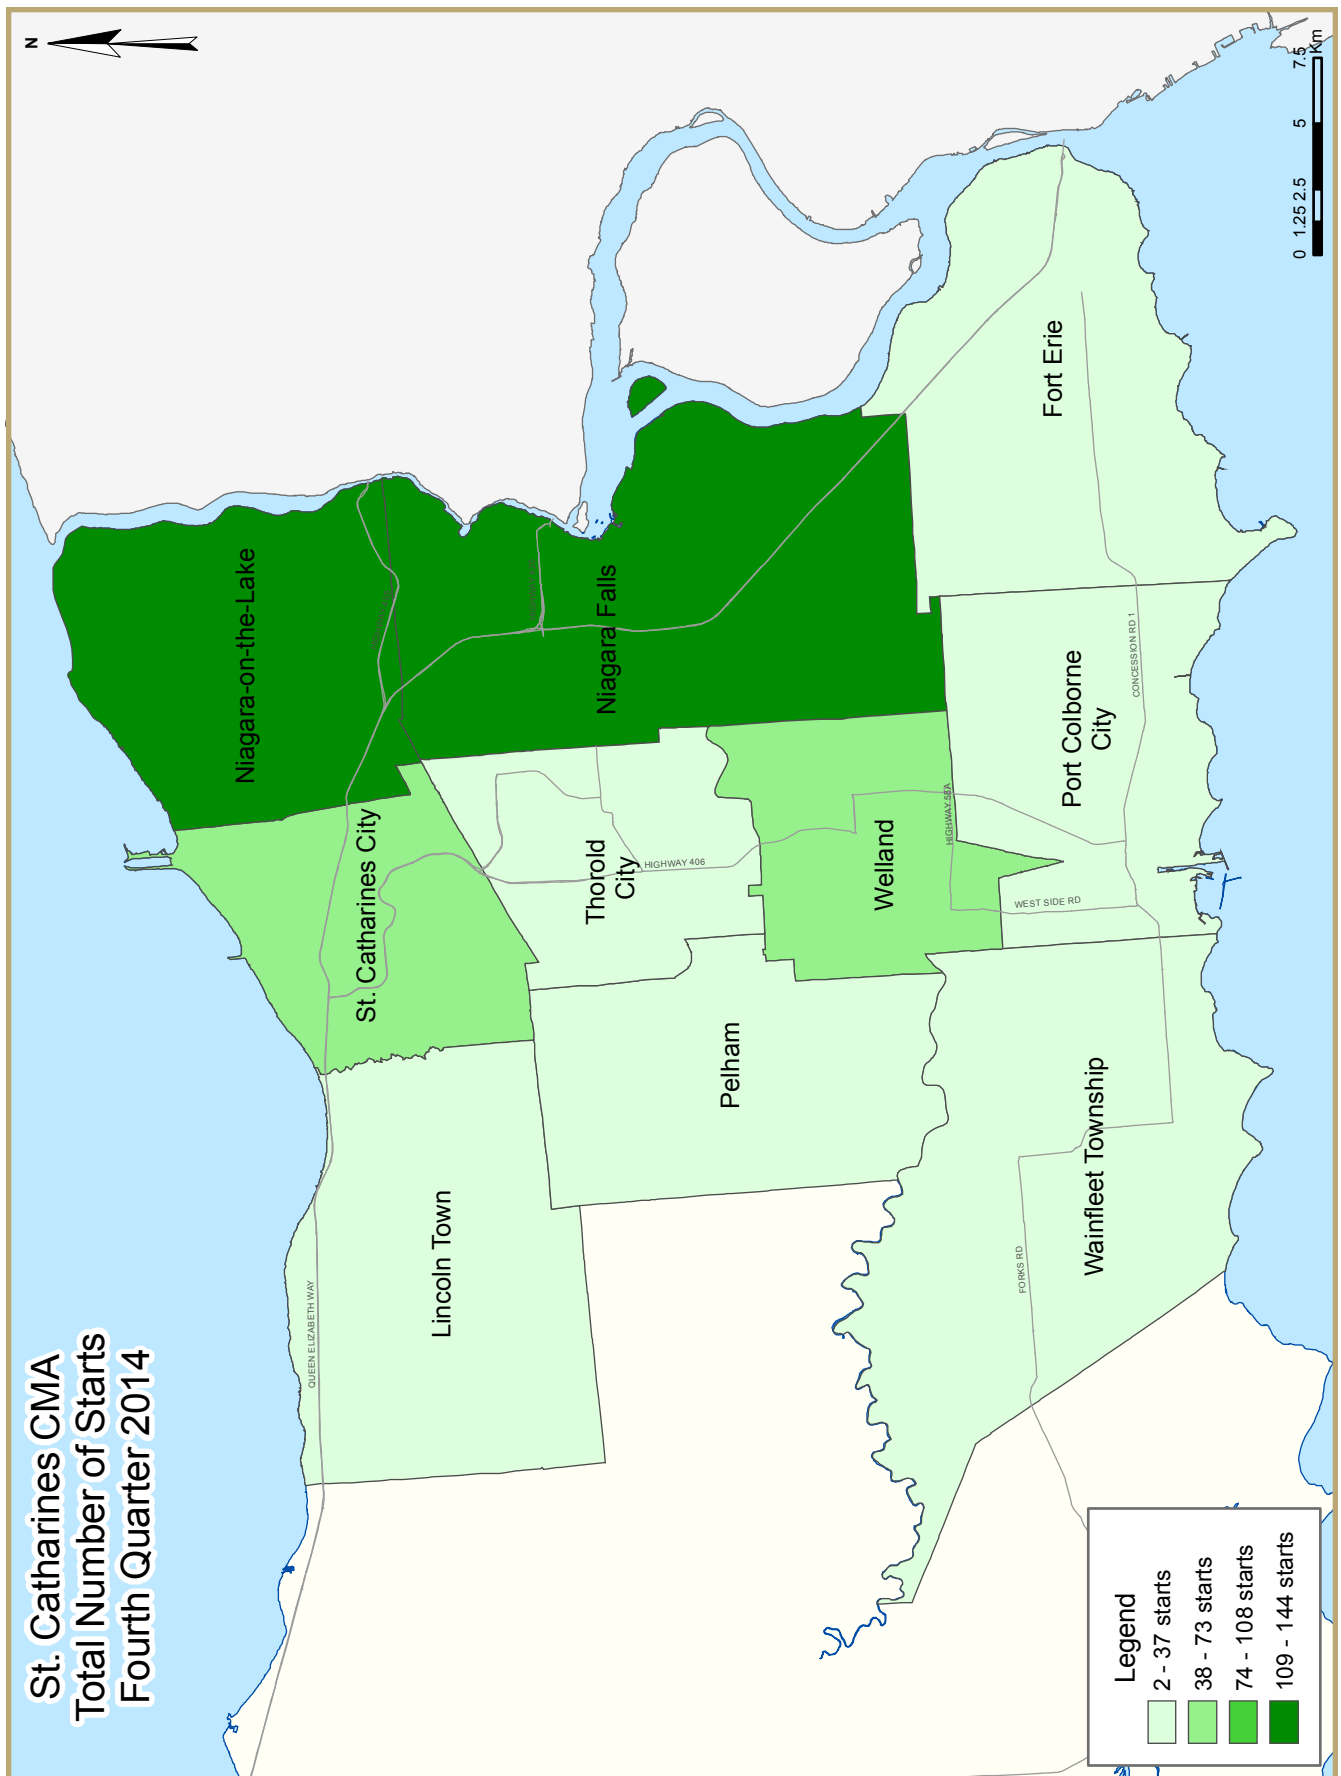 St. Catharines CMA
Total Number of Starts
Fourth Quarter 2014
N
Niagara-on-the-Lake
St. Catharines City
QUEEN ELIZABETH WAY
Lincoln Town
Niagara Falls
Thorold
City
HIGHWAY 406
Pelham
Welland
HIGHWAY 58A
Fort Erie
Port Colborne
City
CONCESSION RD 1
WEST SIDE RD
Wainfleet Township
FORKS RD
Legend
2 - 37 starts
38 - 73 starts
74 - 108 starts
109 - 144 starts
0 1.25 2.5 5 7.5
Km